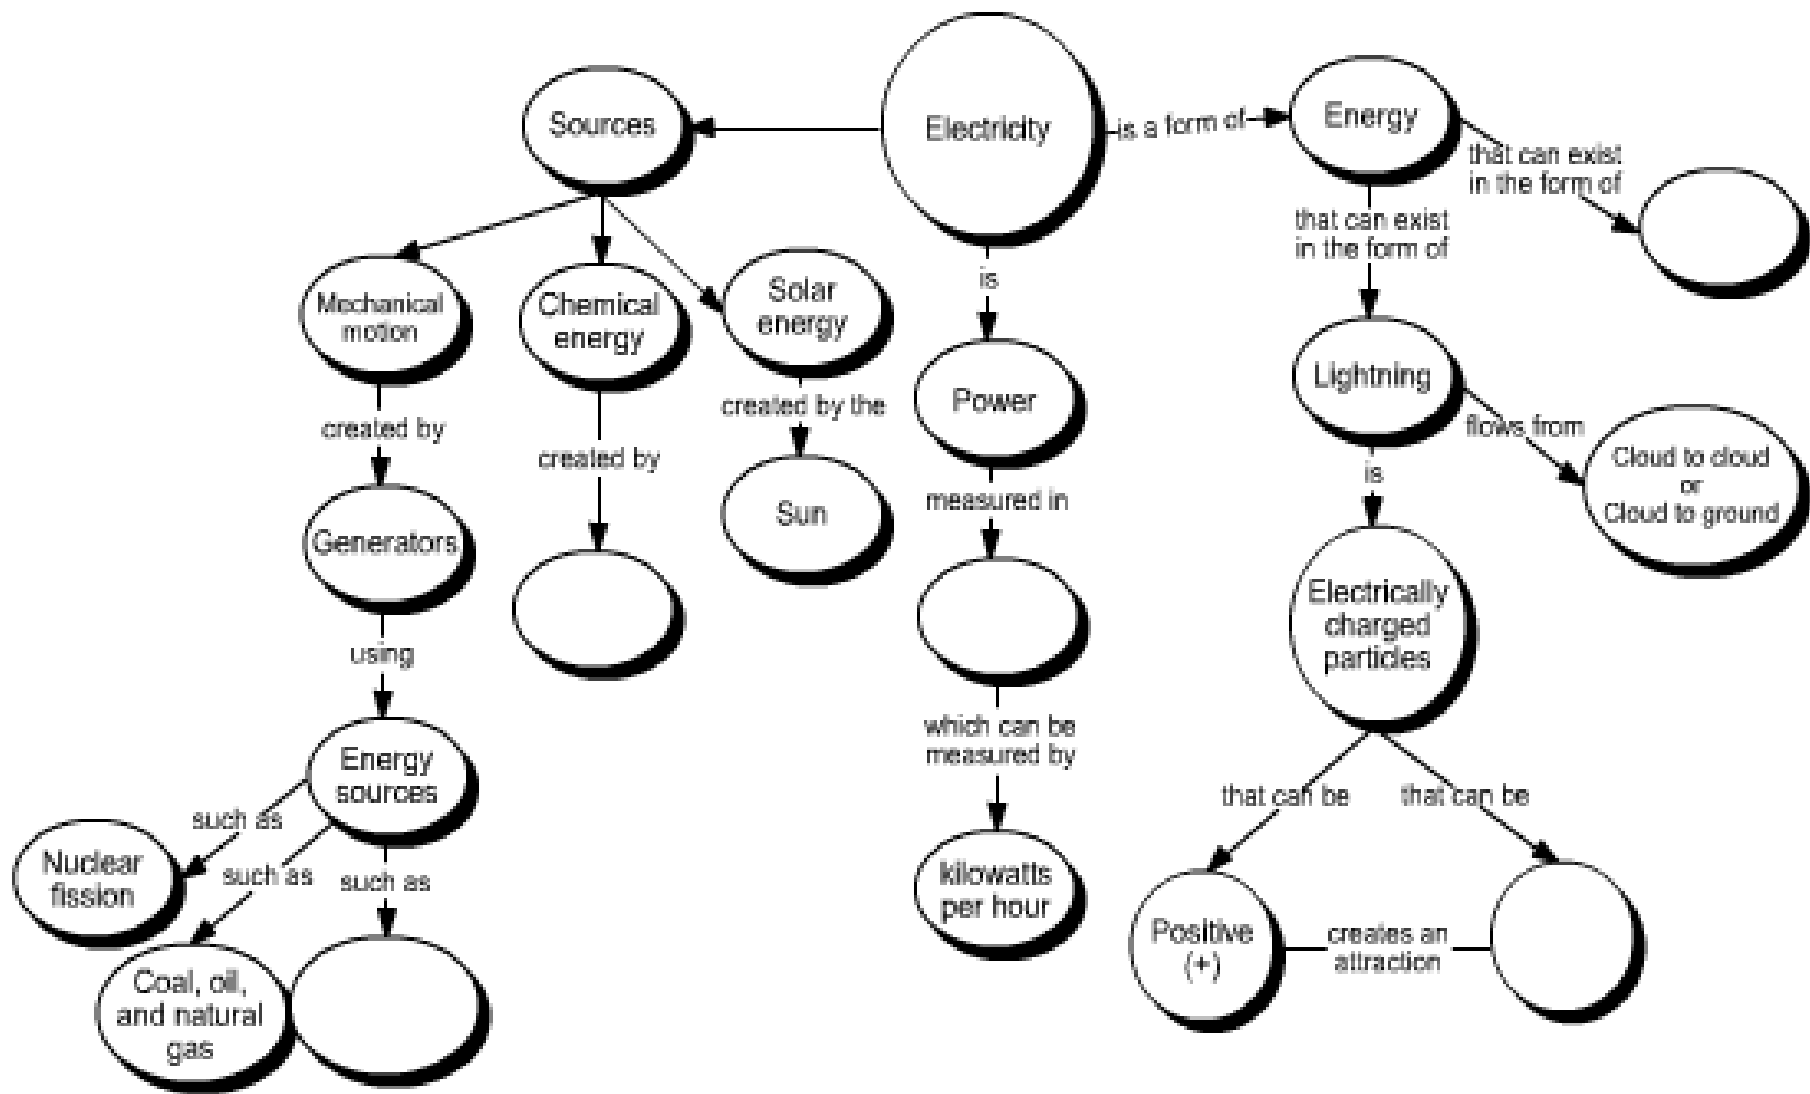 Sources
Electricity
is a form of
Energy
that can exist
in the form of
that can exist
in the form of
is
Mechanical
motion
Chemical
energy
Solar
energy
Power
Lightning
created by
created by
created by the
measured in
flows from
Cloud to cloud
or
Cloud to ground
is
Generators
Sun
Electrically
charged
particles
using
which can be
measured by
Energy
sources
that can be
that can be
such as
such as
such as
Nuclear
fission
kilowatts
per hour
Positive
(+)
creates an
attraction
Coal, oil,
and natural
gas